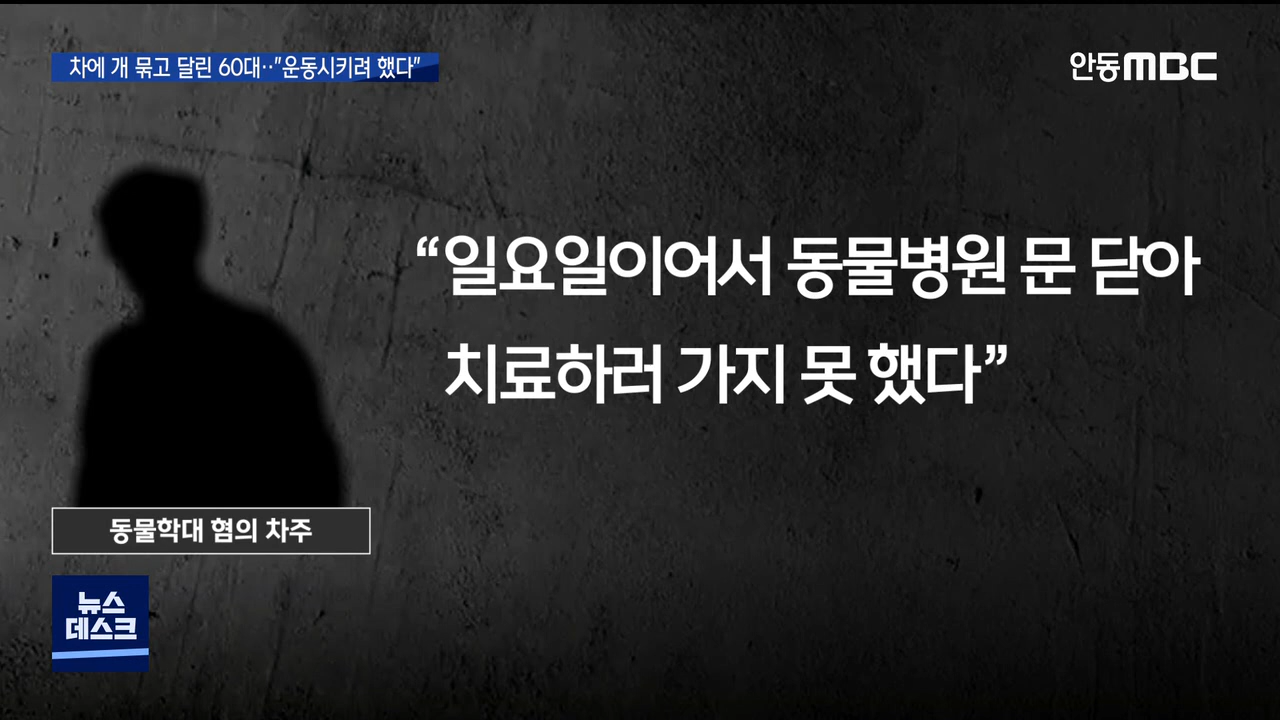 차에 개 묶고 달린 60대‥"운동시키려 했다"
안동MBC
“일요일이어서 동물병원 문 닫아
치료하러 가지 못 했다”
동물학대 혐의 차주
뉴스
데스크